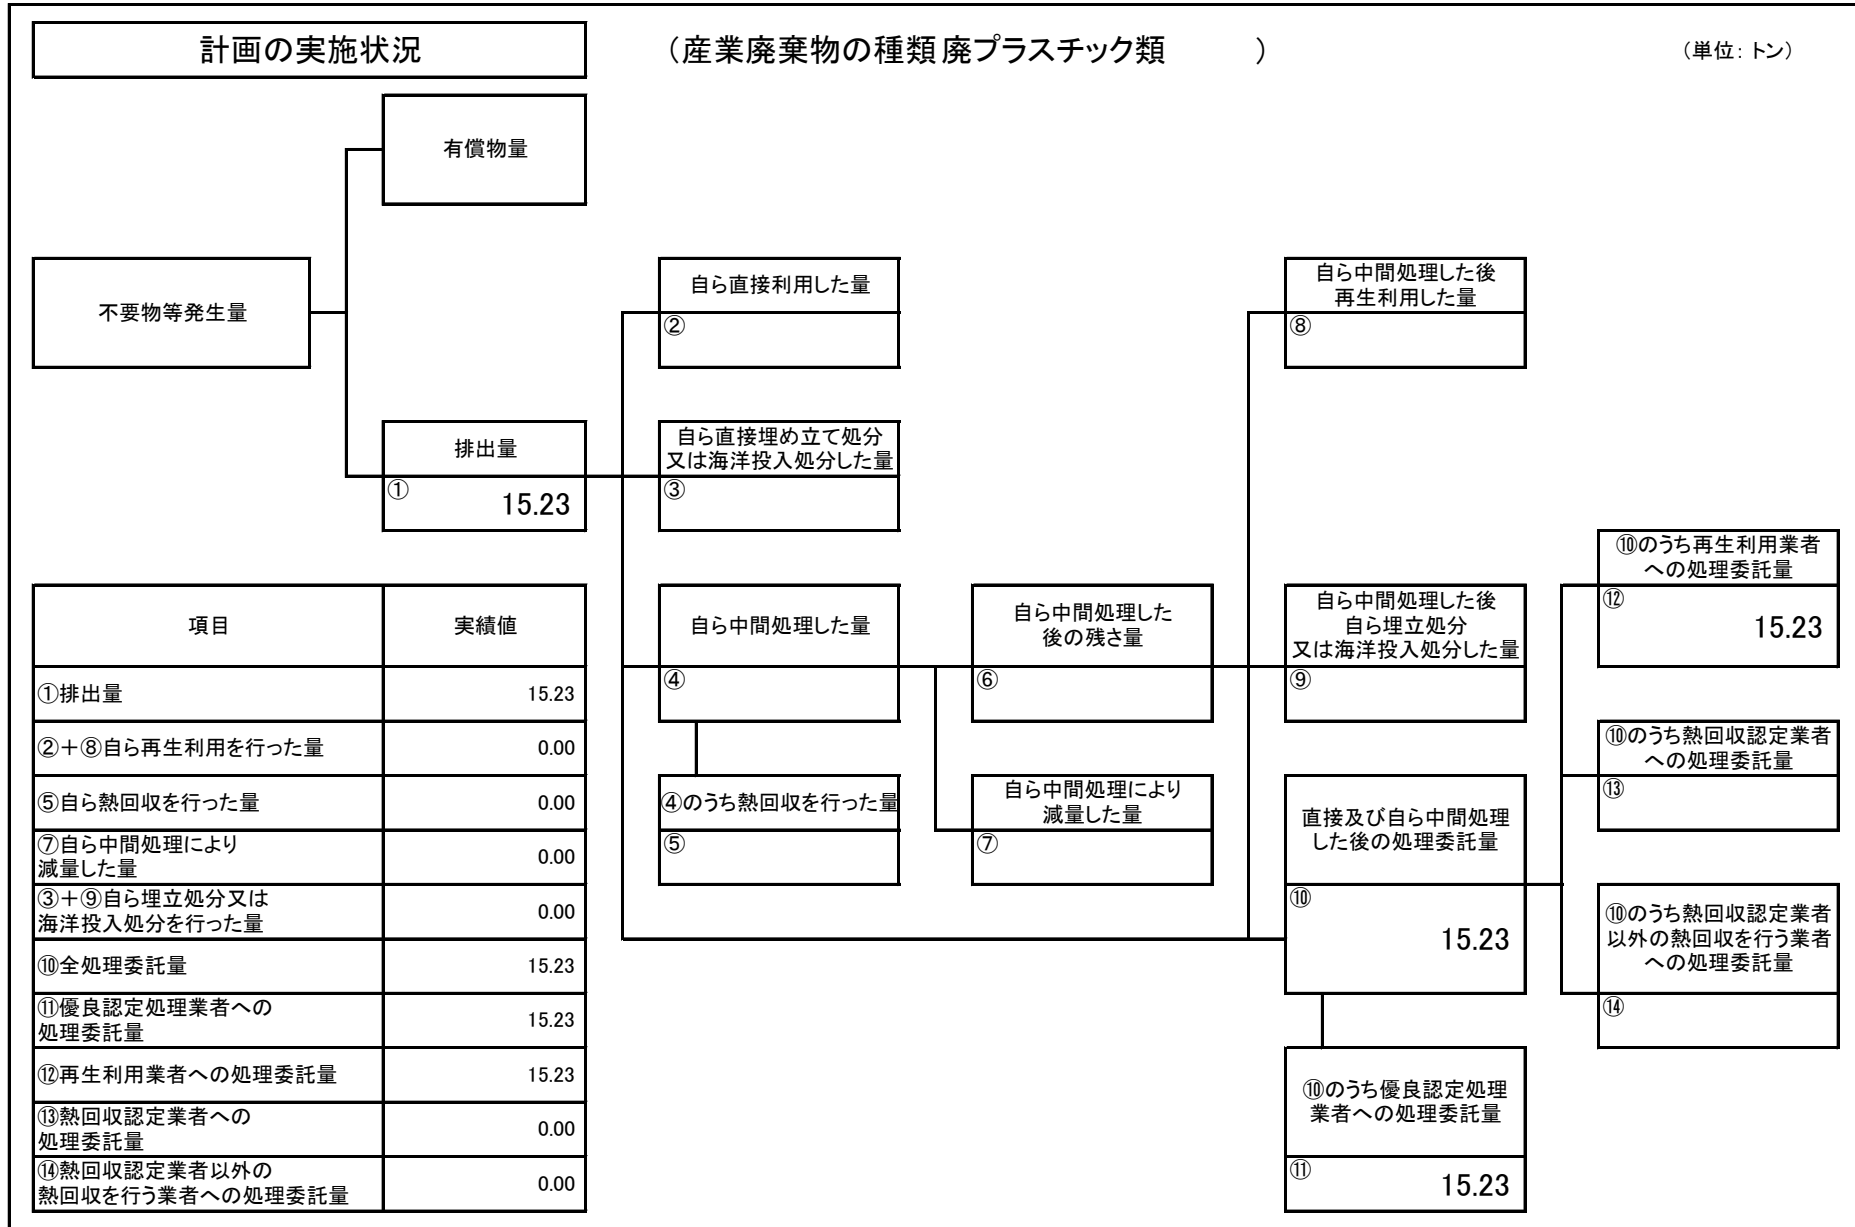 計画の実施状況
（産業廃棄物の種類 廃プラスチック類　　　）
（単位：トン）
有償物量
不要物等発生量
自ら直接利用した量
②
自ら中間処理した後
再生利用した量
⑧
排出量
① 15.23
自ら直接埋め立て処分
又は海洋投入処分した量
③
⑩のうち再生利用業者
への処理委託量
⑫
15.23
自ら中間処理した量
④
自ら中間処理した
後の残さ量
⑥
自ら中間処理した後
自ら埋立処分
又は海洋投入処分した量
⑨
⑩のうち熱回収認定業者
への処理委託量
⑬
④のうち熱回収を行った量
⑤
自ら中間処理により
減量した量
⑦
直接及び自ら中間処理
した後の処理委託量
⑩
15.23
⑩のうち熱回収認定業者
以外の熱回収を行う業者
への処理委託量
⑭
⑩のうち優良認定処理
業者への処理委託量
⑪ 15.23
項目 実績値
①排出量 15.23
②＋⑧自ら再生利用を行った量 0.00
⑤自ら熱回収を行った量 0.00
⑦自ら中間処理により
減量した量 0.00
③＋⑨自ら埋立処分又は
海洋投入処分を行った量 0.00
⑩全処理委託量 15.23
⑪優良認定処理業者への
処理委託量 15.23
⑫再生利用業者への処理委託量 15.23
⑬熱回収認定業者への
処理委託量 0.00
⑭熱回収認定業者以外の
熱回収を行う業者への処理委託量 0.00